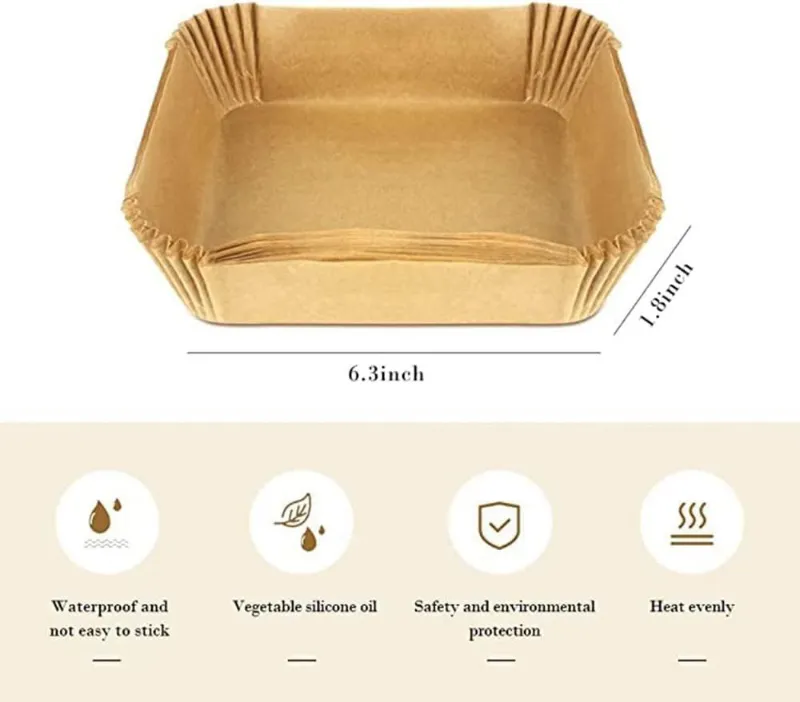 1.8inch
6.3inch
Waterproof and
not easy to stick
Vegetable silicone oil
Safety and environmental
protection
Heat evenly